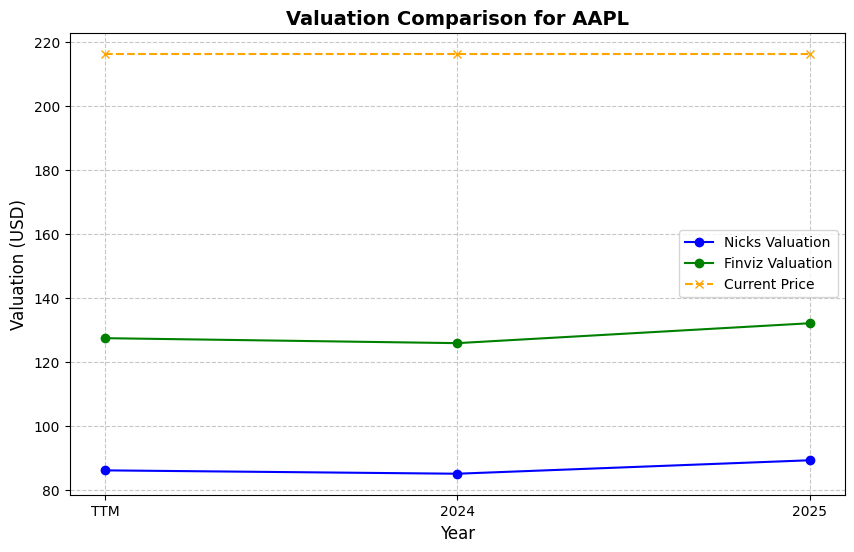 Valuation Comparison for AAPL
Valuation (USD)
220
200
180
160
140
120
100
80
Nicks Valuation
Finviz Valuation
Current Price
TTM
2024
2025
Year